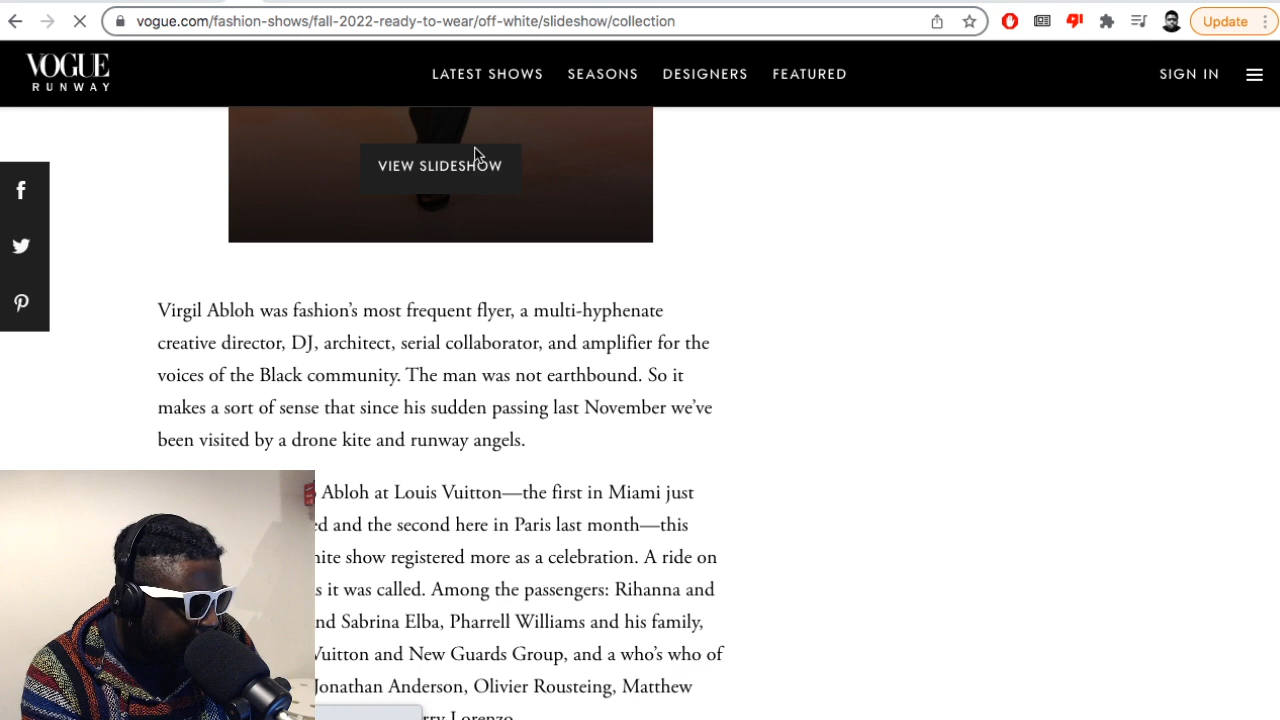 vogue.com/fashion-shows/fall-2022-ready-to-wear/off-white/slideshow/collection
Update
VOGUE
RUNWAY
LATEST SHOWS
SEASONS
DESIGNERS
FEATURED
SIGN IN
VIEW SLIDESHOW
Virgil Abloh was fashion’s most frequent flyer, a multi-hyphenate
creative director, DJ, architect, serial collaborator, and amplifier for the
voices of the Black community. The man was not earthbound. So it
makes a sort of sense that since his sudden passing last November we’ve
been visited by a drone kite and runway angels.
Abloh at Louis Vuitton—the first in Miami just
and the second here in Paris last month—this
show registered more as a celebration. A ride on
it was called. Among the passengers: Rihanna and
Sabrina Elba, Pharrell Williams and his family,
Vuitton and New Guards Group, and a who’s who of
Jonathan Anderson, Olivier Rousteing, Matthew
Lorenzo